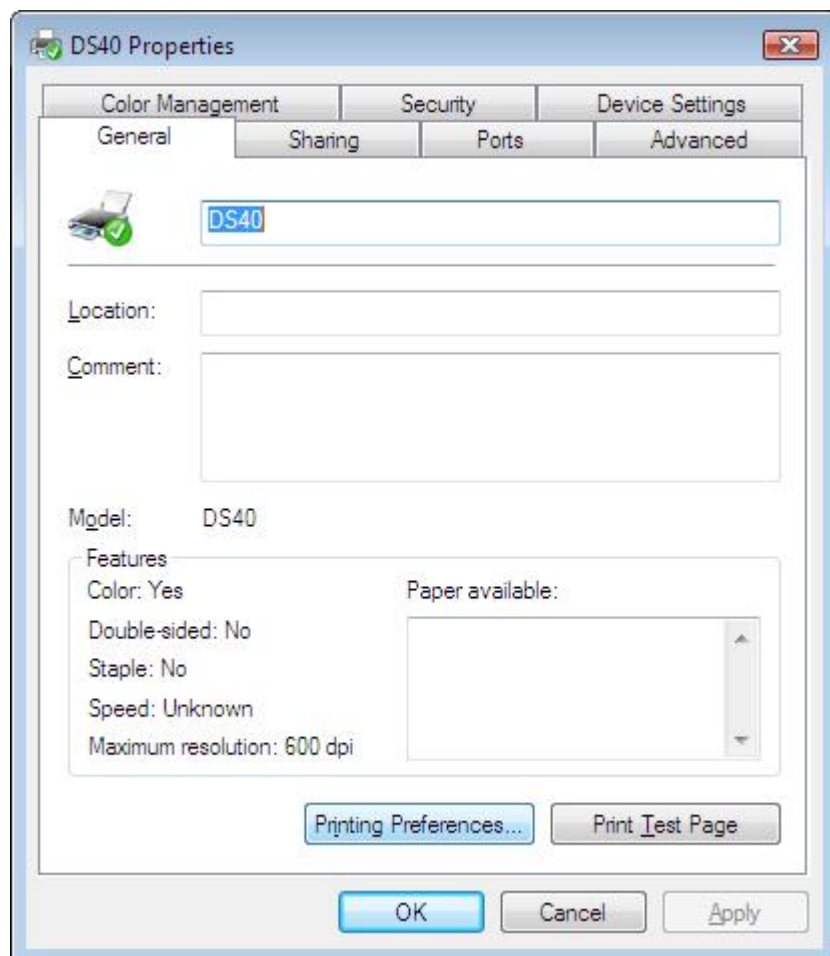 DS40 Properties
Color Management Security Device Settings
General Sharing Ports Advanced
DS40
Location:
Comment:
Model: DS40
Features
Color: Yes Paper available:
Double-sided: No
Staple: No
Speed: Unknown
Maximum resolution: 600 dpi
Printing Preferences... Print Test Page
OK Cancel Apply